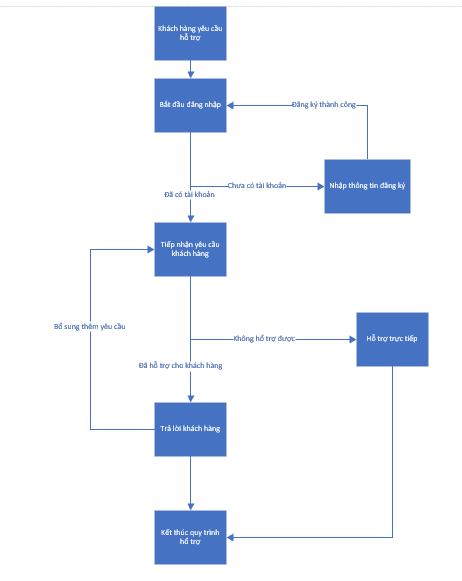 Khách hàng yêu cầu
hỗ trợ
Bắt đầu đăng nhập
Đăng ký thành công
Chưa có tài khoản
Nhập thông tin đăng ký
Đã có tài khoản
Tiếp nhận yêu cầu
khách hàng
Bổ sung thêm yêu cầu
Không hỗ trợ được
Hỗ trợ trực tiếp
Đã hỗ trợ cho khách hàng
Trả lời khách hàng
Kết thúc quy trình
hổ trợ